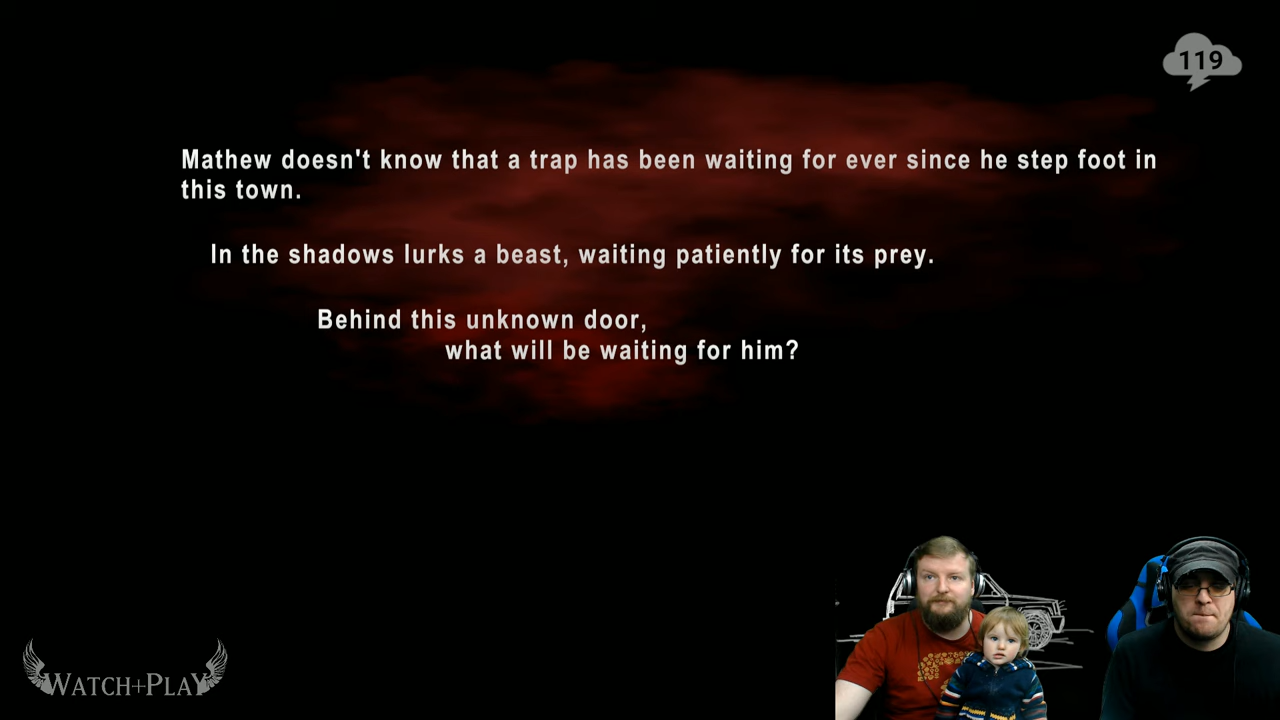 119
Mathew doesn't know that a trap has been waiting for ever since he step foot in
this town.
In the shadows lurks a beast, waiting patiently for its prey.
Behind this unknown door,
what will be waiting for him?
WATCH+PLAY